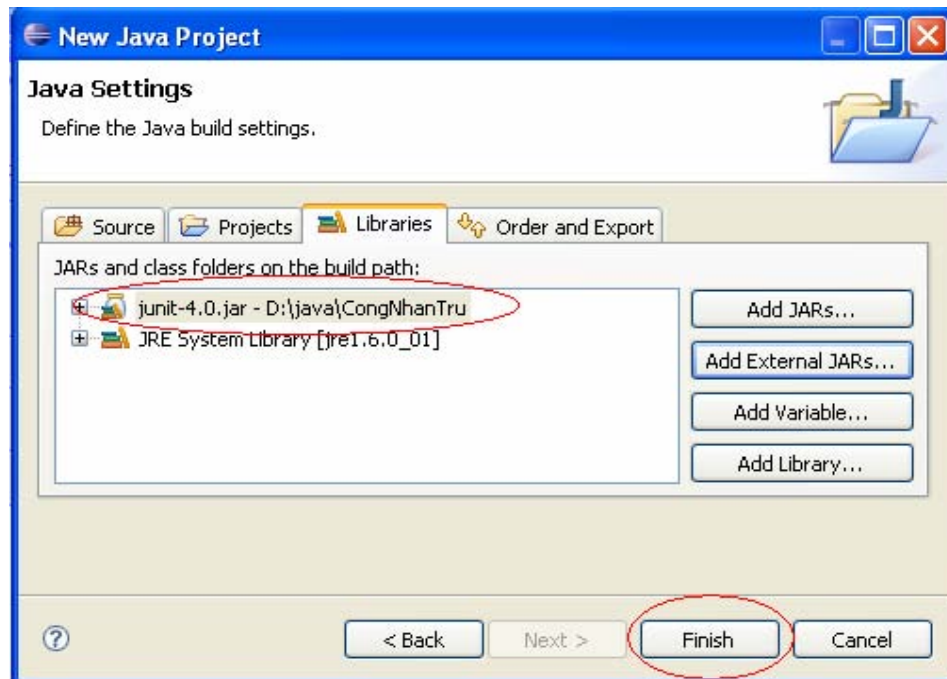 New Java Project
Java Settings
Define the Java build settings.
Source Projects Libraries Order and Export
JARs and class folders on the build path:
junit-4.0.jar - D:\java\CongNhanTru
JRE System Library [jre1.6.0_01]
Add JARs...
Add External JARs...
Add Variable...
Add Library...
? < Back Next > Finish Cancel